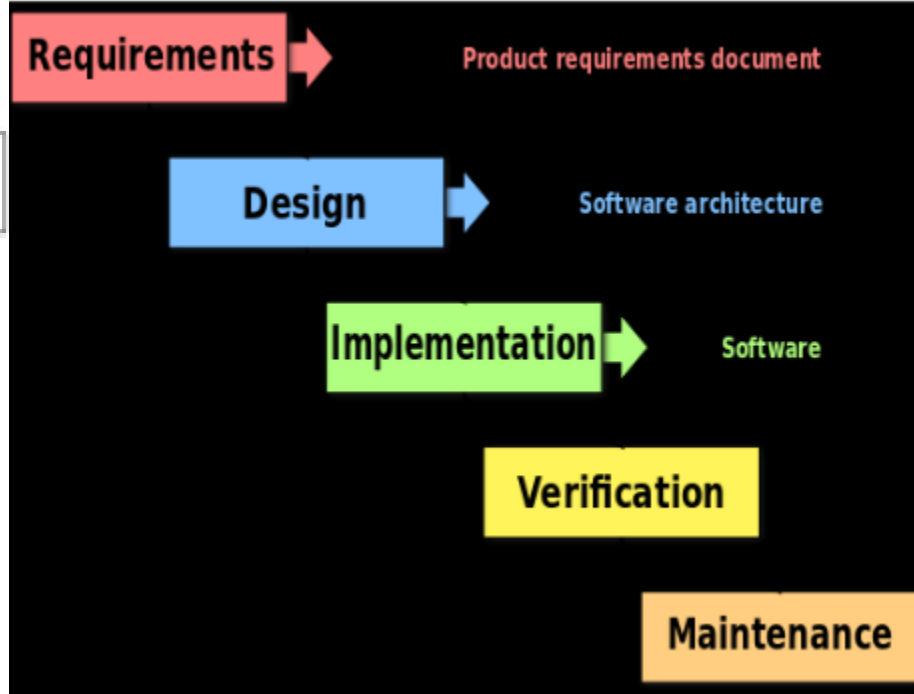 Requirements
Product requirements document
Design
Software architecture
Implementation
Software
Verification
Maintenance